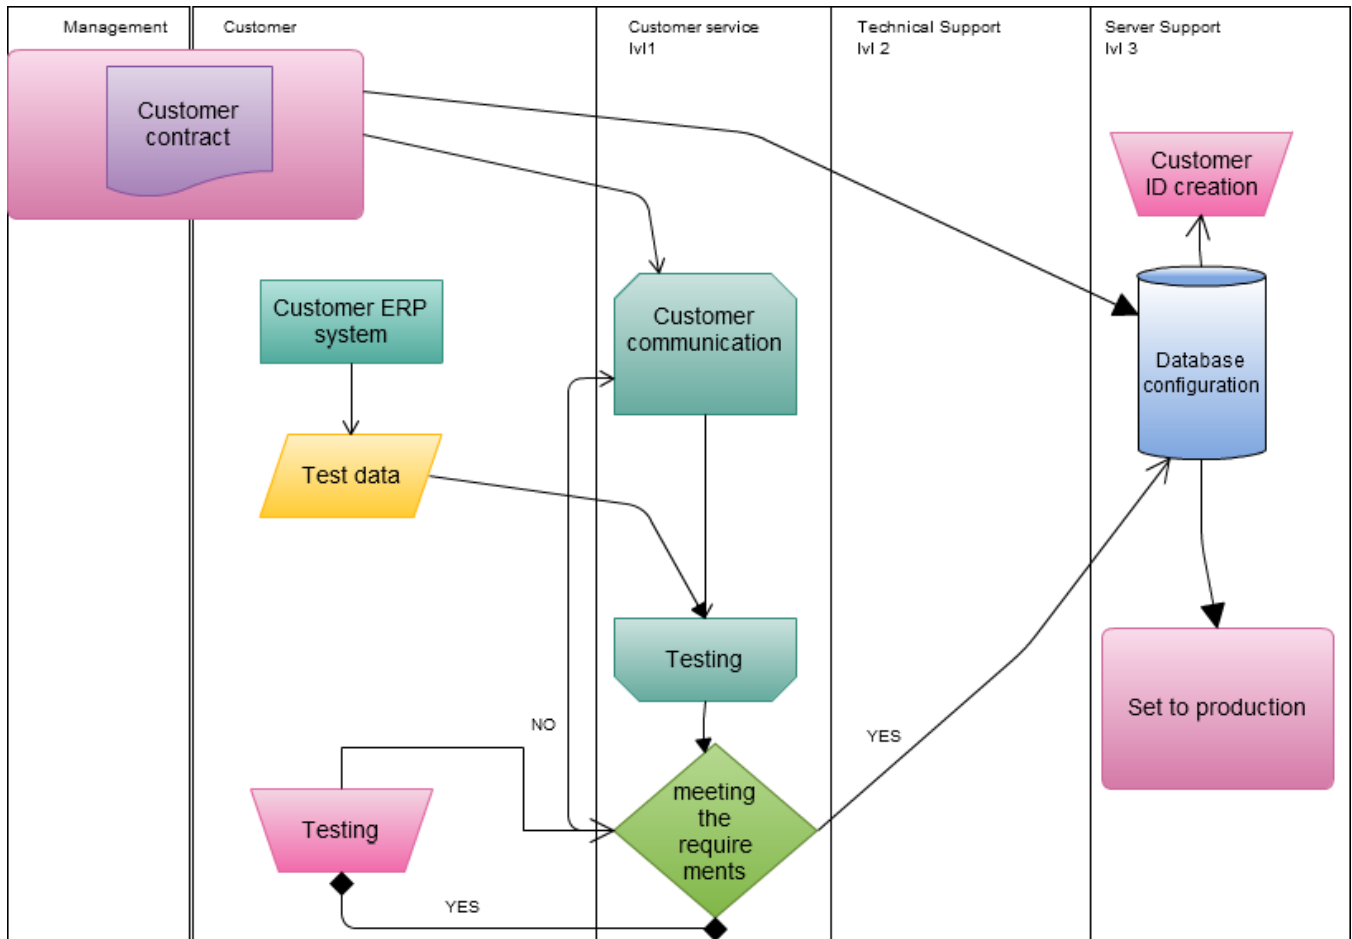 Management
Customer
Customer service
lvl1
Technical Support
lvl 2
Server Support
lvl 3
Customer
contract
Customer
ID creation
Customer ERP
system
Customer
communication
Database
configuration
Test data
Testing
Set to production
NO
YES
meeting
the
require
ments
Testing
YES